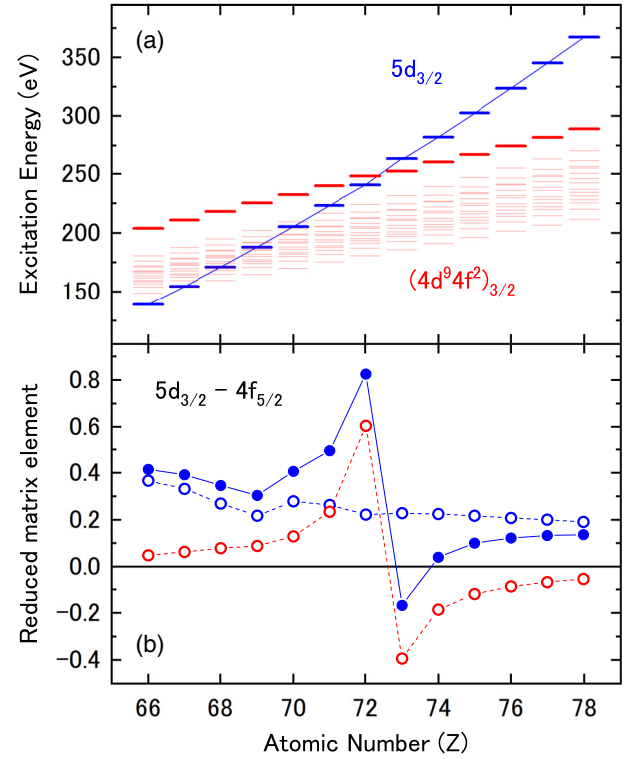 (a)
5d3/2
350
300
250
200
150
Excitation Energy (eV)
(4d⁹4f²)3/2
5d3/2 – 4f5/2
0.8
0.6
0.4
0.2
0.0
-0.2
-0.4
Reduced matrix element
(b)
66 68 70 72 74 76 78
Atomic Number (Z)